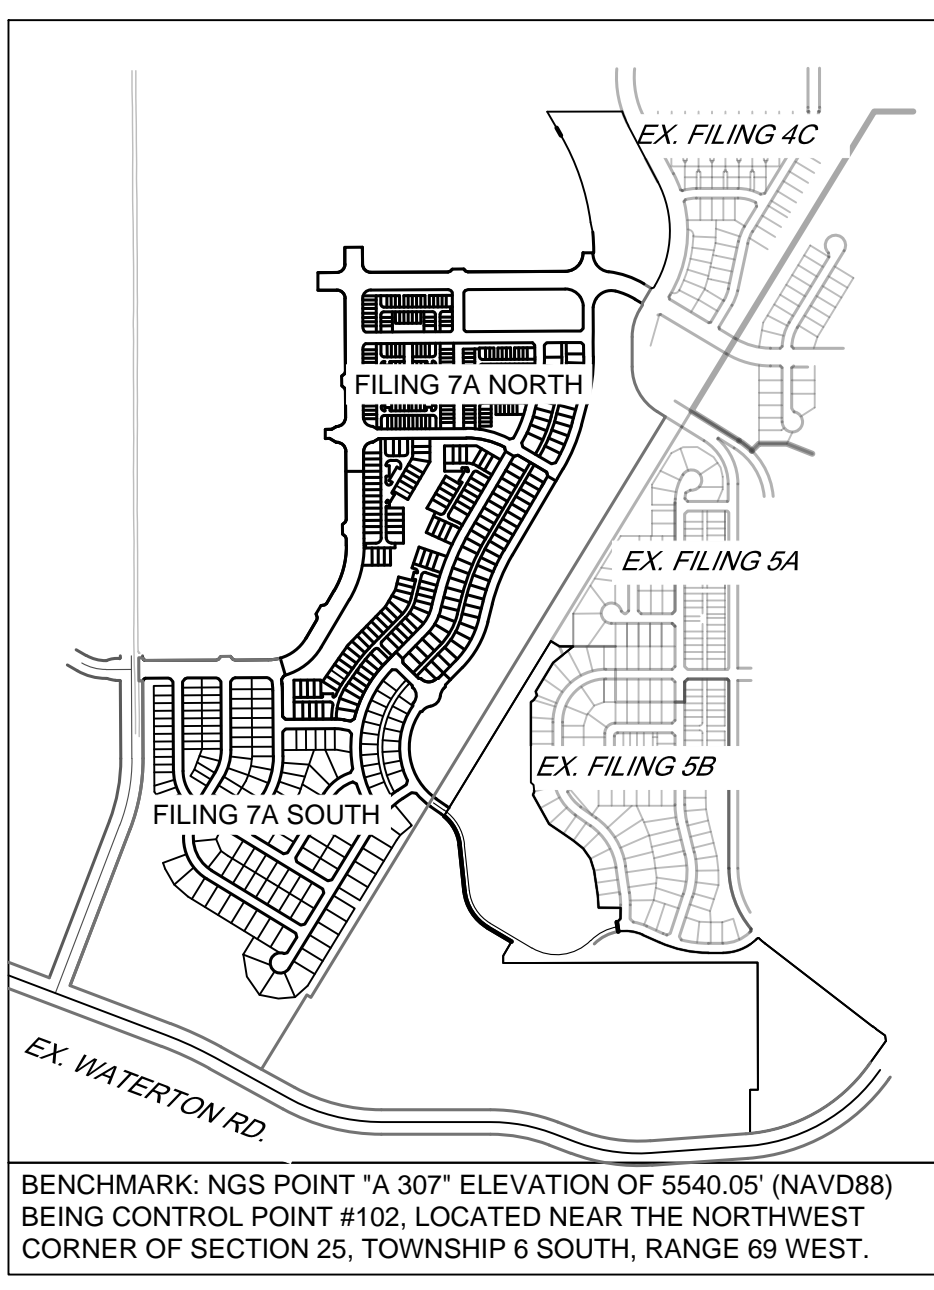 EX. FILING 4C
FILING 7A NORTH
EX. FILING 5A
EX. FILING 5B
FILING 7A SOUTH
EX. WATERTON RD.
BENCHMARK: NGS POINT "A 307" ELEVATION OF 5540.05' (NAVD88)
BEING CONTROL POINT #102, LOCATED NEAR THE NORTHWEST
CORNER OF SECTION 25, TOWNSHIP 6 SOUTH, RANGE 69 WEST.